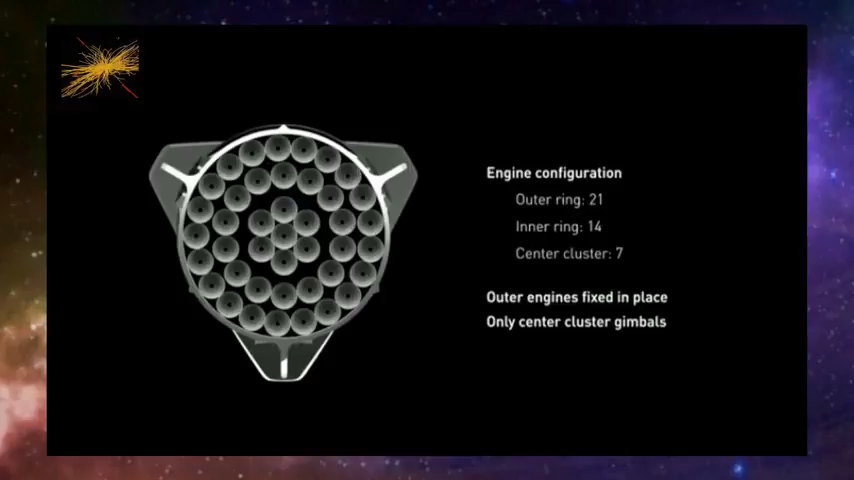 Engine configuration
Outer ring: 21
Inner ring: 14
Center cluster: 7
Outer engines fixed in place
Only center cluster gimbals